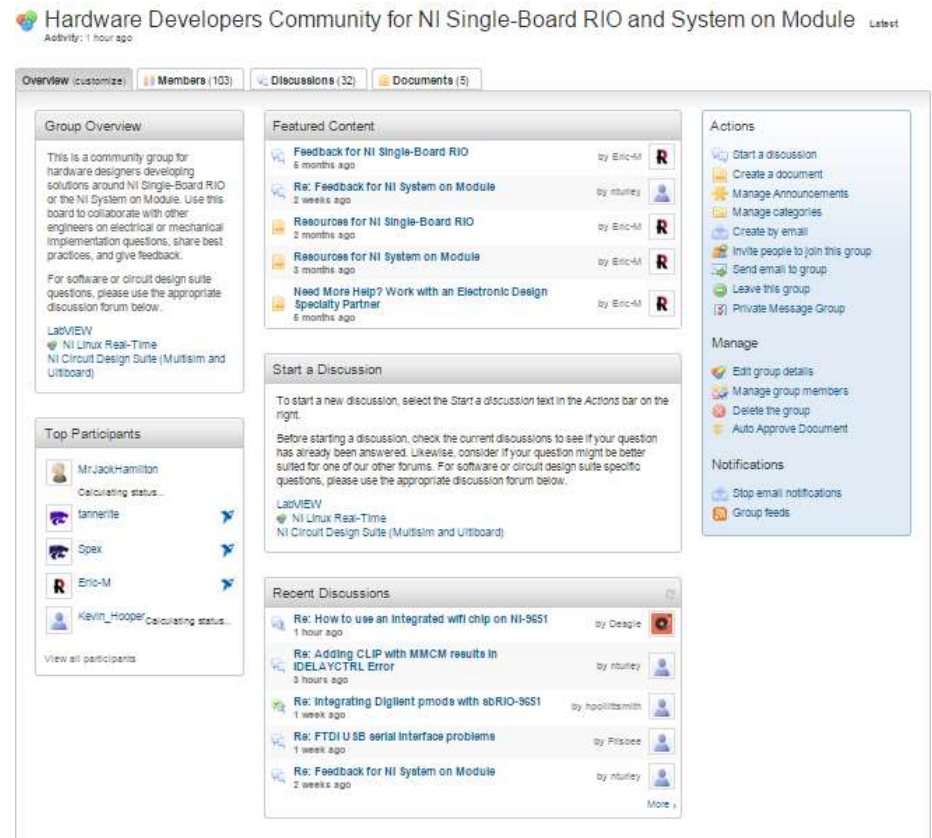 Hardware Developers Community for NI Single-Board RIO and System on Module Latest
Activity: 1 hour ago
Overview (customize) Members (103) Discussions (32) Documents (5)
Group Overview
This is a community group for
hardware designers developing
solutions around NI Single-Board RIO
or the NI System on Module. Use this
board to collaborate with other
engineers on electrical or mechanical
implementation questions, share best
practices, and give feedback.
For software or circuit design suite
questions, please use the appropriate
discussion forum below.
LabVIEW
NI Linux Real-Time
NI Circuit Design Suite (Multisim and
Ultiboard)
Top Participants
MrJackHamilton
Calculating status...
tannerite
Spex
Eric-M
Kevin_Hooper Calculating status...
View all participants
Featured Content
Feedback for NI Single-Board RIO
5 months ago
by Eric-M
Re: Feedback for NI System on Module
2 weeks ago
by nturley
Resources for NI Single-Board RIO
2 months ago
by Eric-M
Resources for NI System on Module
3 months ago
by Eric-M
Need More Help? Work with an Electronic Design
Specialty Partner
5 months ago
by Eric-M
Start a Discussion
To start a new discussion, select the Start a discussion text in the Actions bar on the
right.
Before starting a discussion, check the current discussions to see if your question
has already been answered. Likewise, consider if your question might be better
suited for one of our other forums. For software or circuit design suite specific
questions, please use the appropriate discussion forum below.
LabVIEW
NI Linux Real-Time
NI Circuit Design Suite (Multisim and Ultiboard)
Recent Discussions
Re: How to use an integrated wifi chip on NI-9651
1 hour ago
by Deagle
Re: Adding CLIP with MMCM results in
IDELAYCTRL Error
3 hours ago
by nturley
Re: Integrating Digilent pmods with sbRIO-9651
1 week ago
by hpollittsmith
Re: FTDI USB serial interface problems
1 week ago
by Frisbee
Re: Feedback for NI System on Module
2 weeks ago
by nturley
More
Actions
Start a discussion
Create a document
Manage Announcements
Manage categories
Create by email
Invite people to join this group
Send email to group
Leave this group
Private Message Group
Manage
Edit group details
Manage group members
Delete the group
Auto Approve Document
Notifications
Stop email notifications
Group feeds